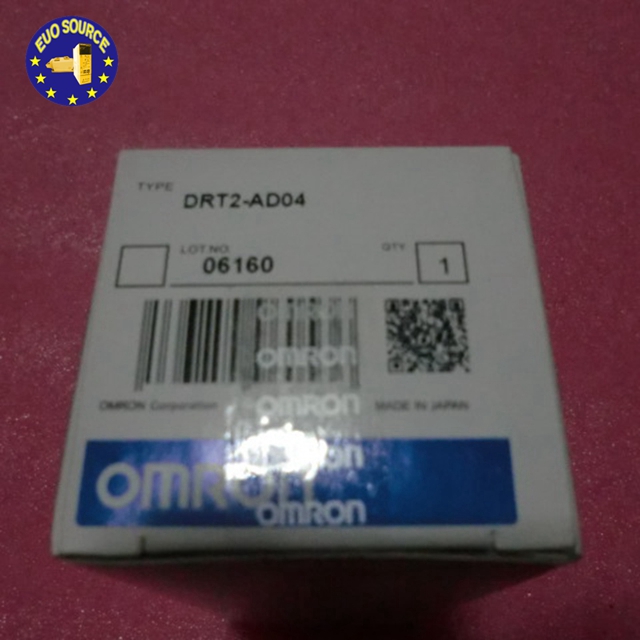 EUO SOURCE
TYPE
DRT2-AD04
LOT NO.
06160
QTY
1
OMRON
OMRON Corporation
OMRON
MADE IN JAPAN
OMRON
OMRON
OMRON